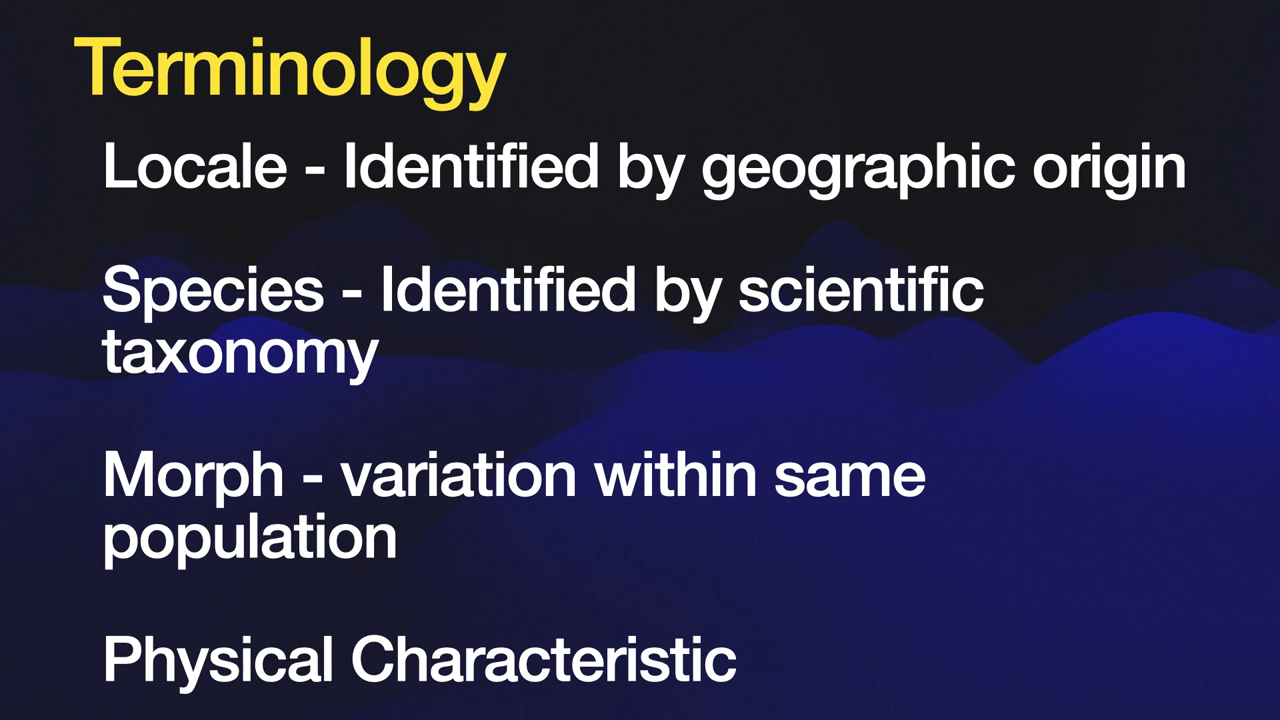 Terminology
Locale - Identified by geographic origin
Species - Identified by scientific
taxonomy
Morph - variation within same
population
Physical Characteristic